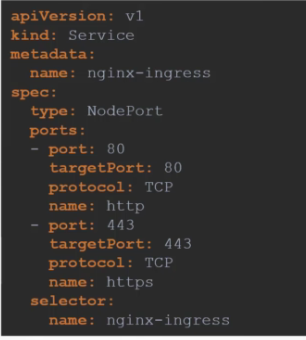 apiVersion: v1
kind: Service
metadata:
  name: nginx-ingress
spec:
  type: NodePort
  ports:
  - port: 80
    targetPort: 80
    protocol: TCP
    name: http
  - port: 443
    targetPort: 443
    protocol: TCP
    name: https
  selector:
    name: nginx-ingress